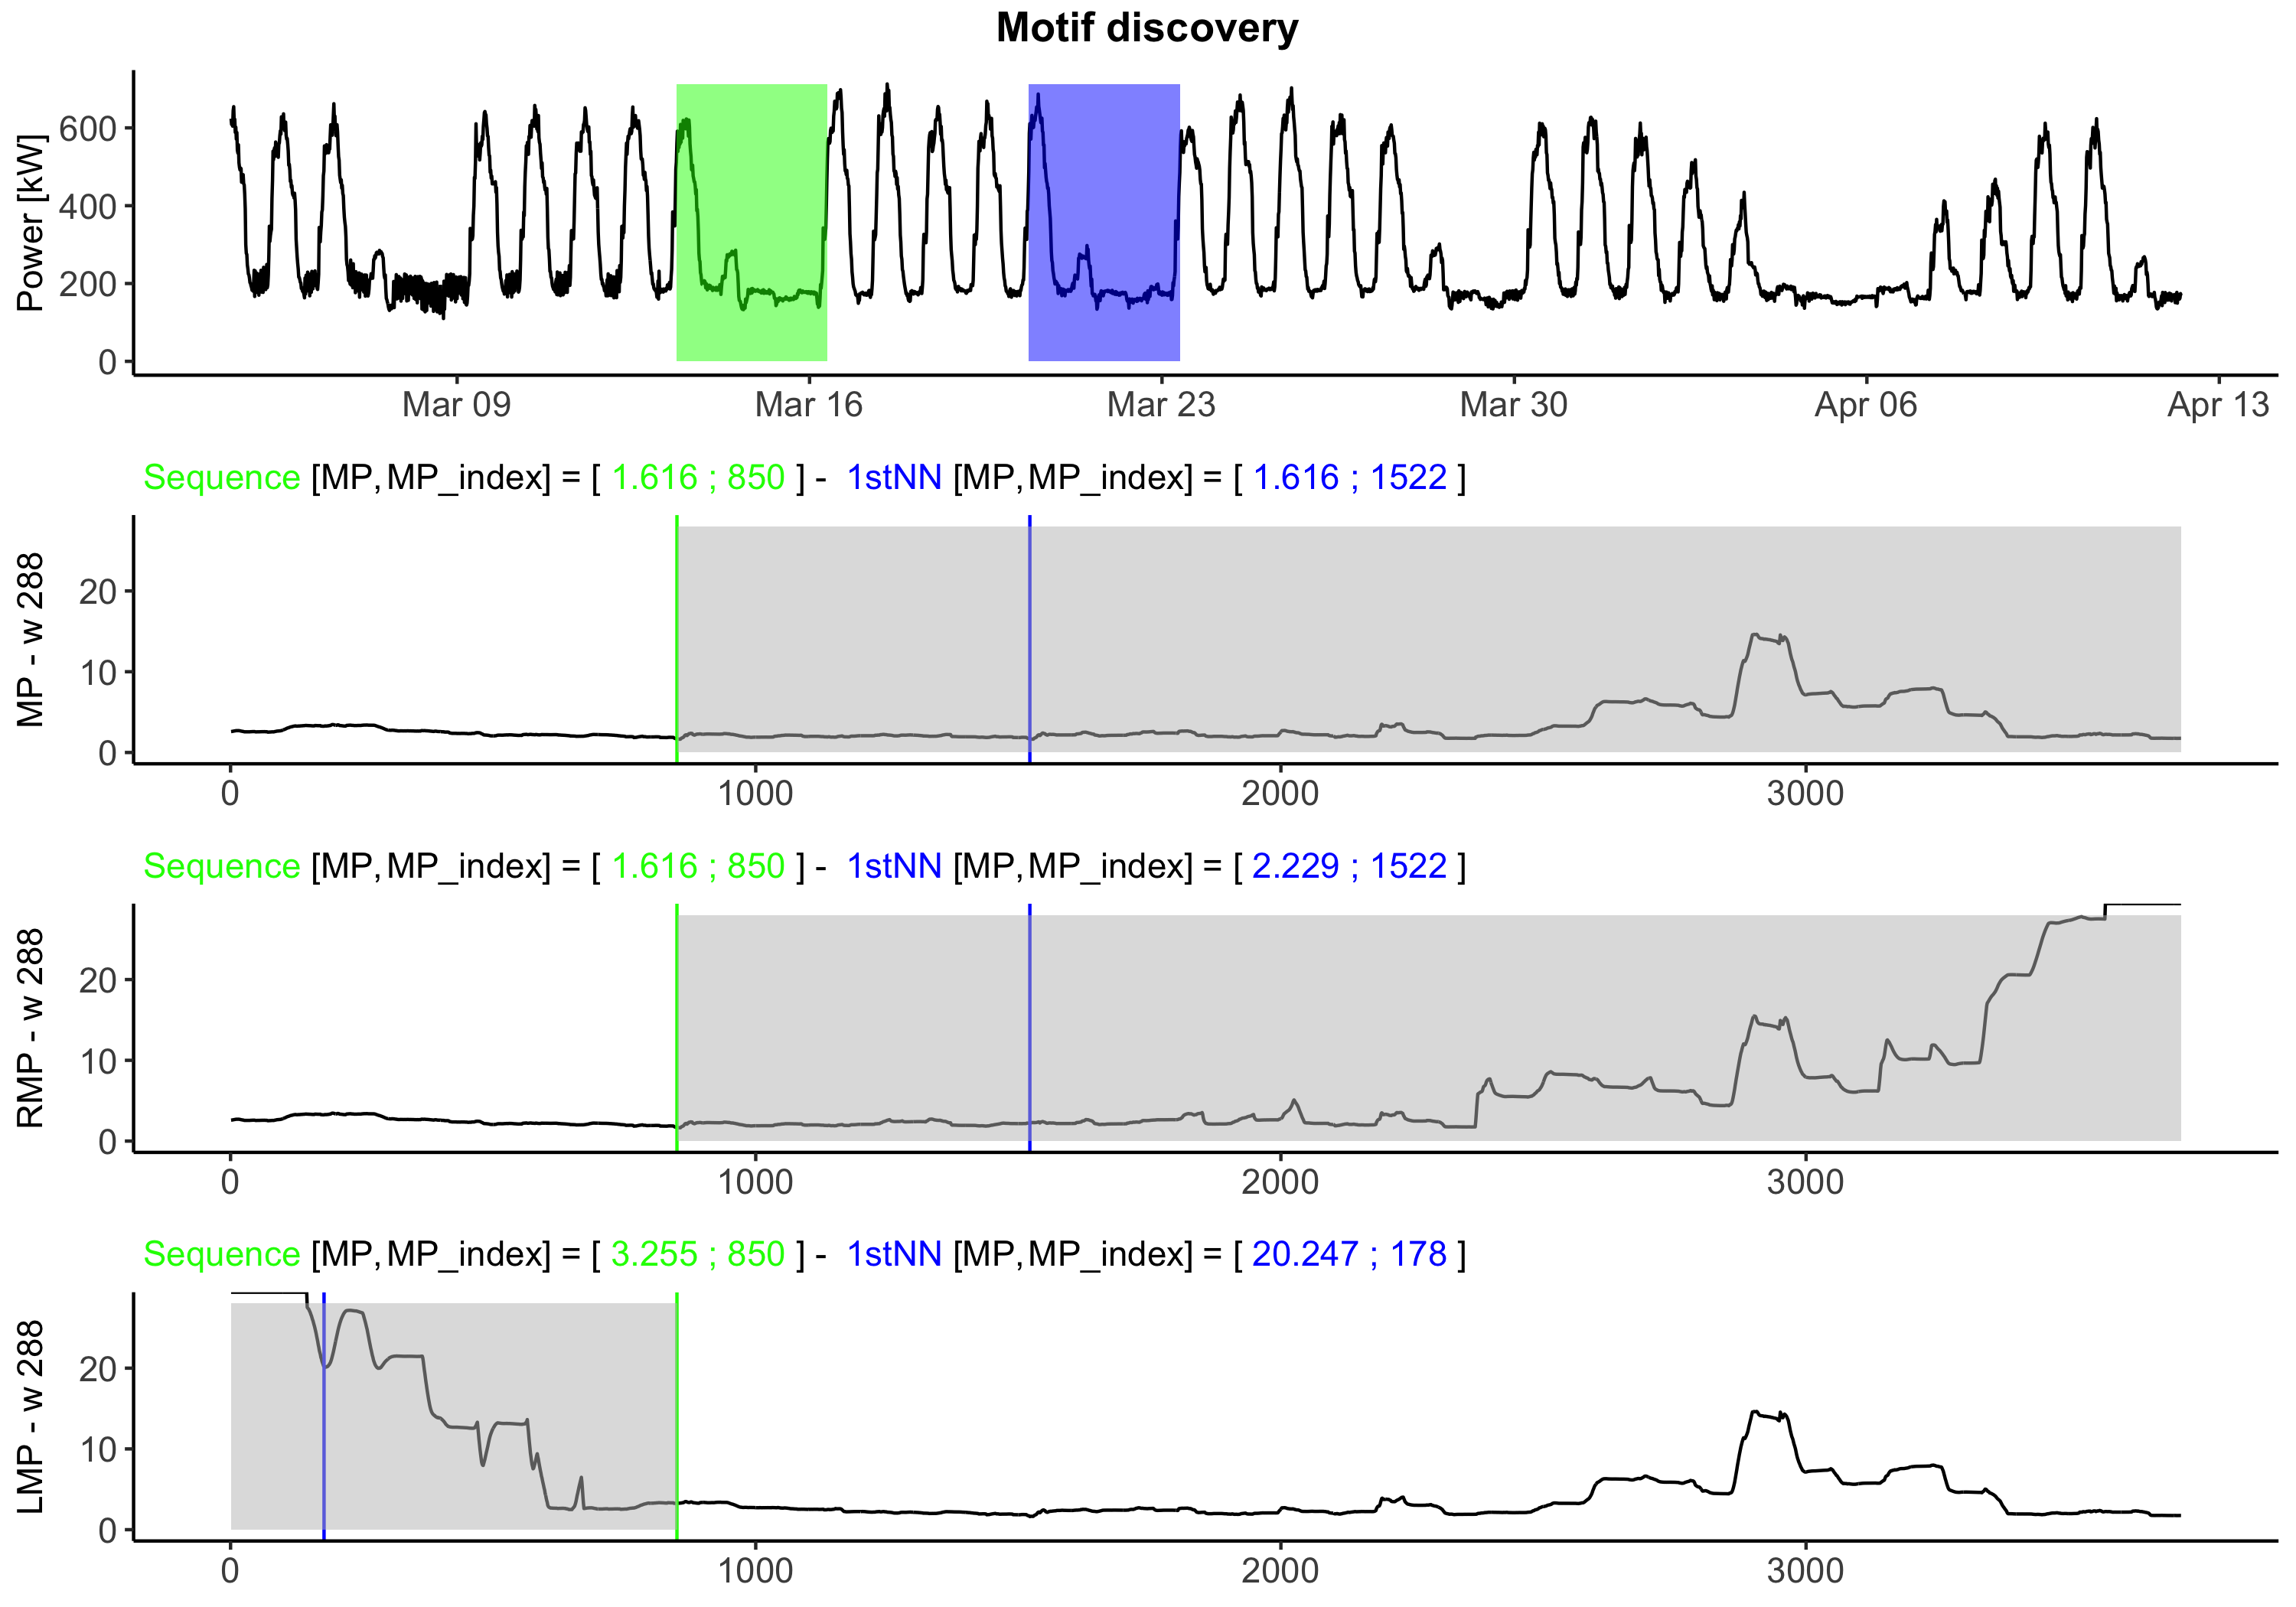 Motif discovery
Power [kW]
600
400
200
0
Mar 09 Mar 16 Mar 23 Mar 30 Apr 06 Apr 13
Sequence [MP, MP_index] = [ 1.616 ; 850 ] - 1stNN [MP, MP_index] = [ 1.616 ; 1522 ]
MP - w 288
20
10
0
0 1000 2000 3000
Sequence [MP, MP_index] = [ 1.616 ; 850 ] - 1stNN [MP, MP_index] = [ 2.229 ; 1522 ]
RMP - w 288
20
10
0
0 1000 2000 3000
Sequence [MP, MP_index] = [ 3.255 ; 850 ] - 1stNN [MP, MP_index] = [ 20.247 ; 178 ]
LMP - w 288
20
10
0
0 1000 2000 3000